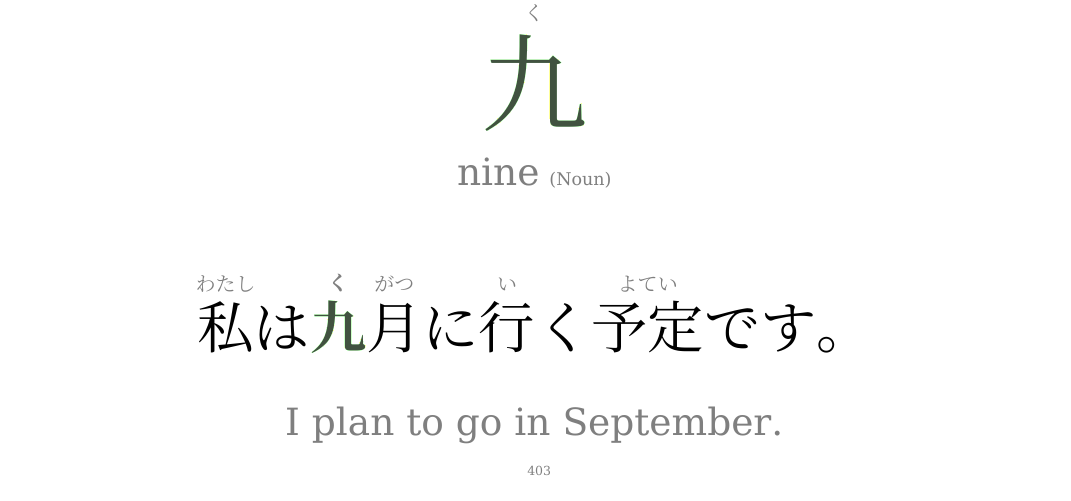 く
九
nine (Noun)
わたし く がつ い よてい
私は九月に行く予定です。
I plan to go in September.
403